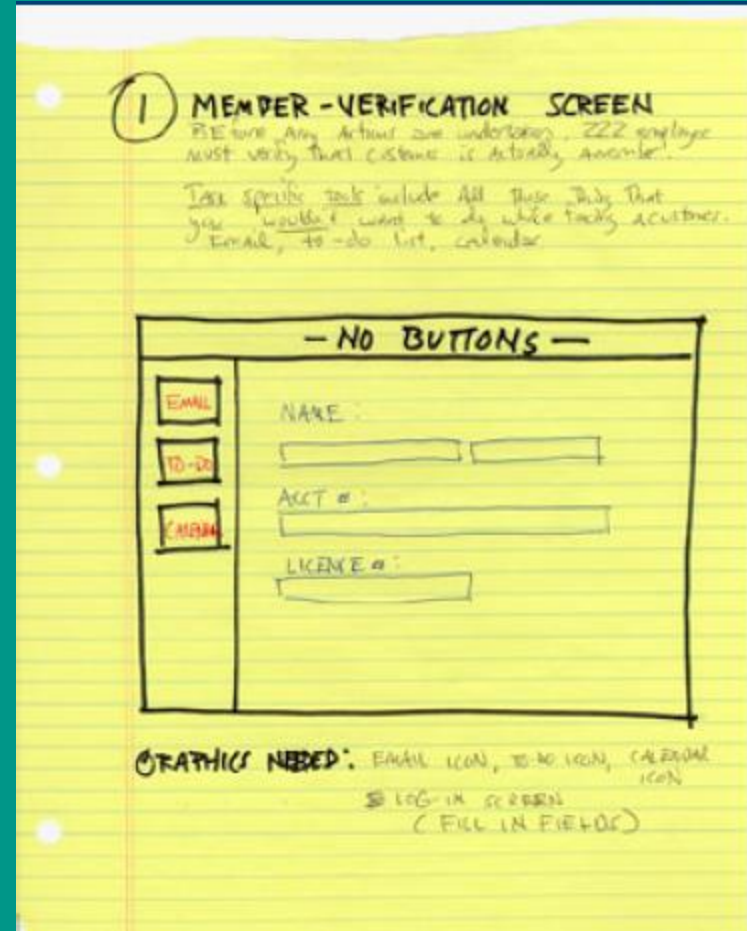 1 MEMBER-VERIFICATION SCREEN
BEfore Any Actions are undertaken, ZZZ employee
must verify that customer is actually a member.
Task specific tools include All those things that
you wouldn't want to do while a customer.
Email, to-do list, calendar
- NO BUTTONS -
EMAIL
NAME:
TO-DO
ACCT #:
CALENDAR
LICENCE #:
GRAPHICS NEEDED: EMAIL ICON, TO-DO ICON, CALENDAR
ICON
LOG-IN SCREEN
(FILL IN FIELDS)